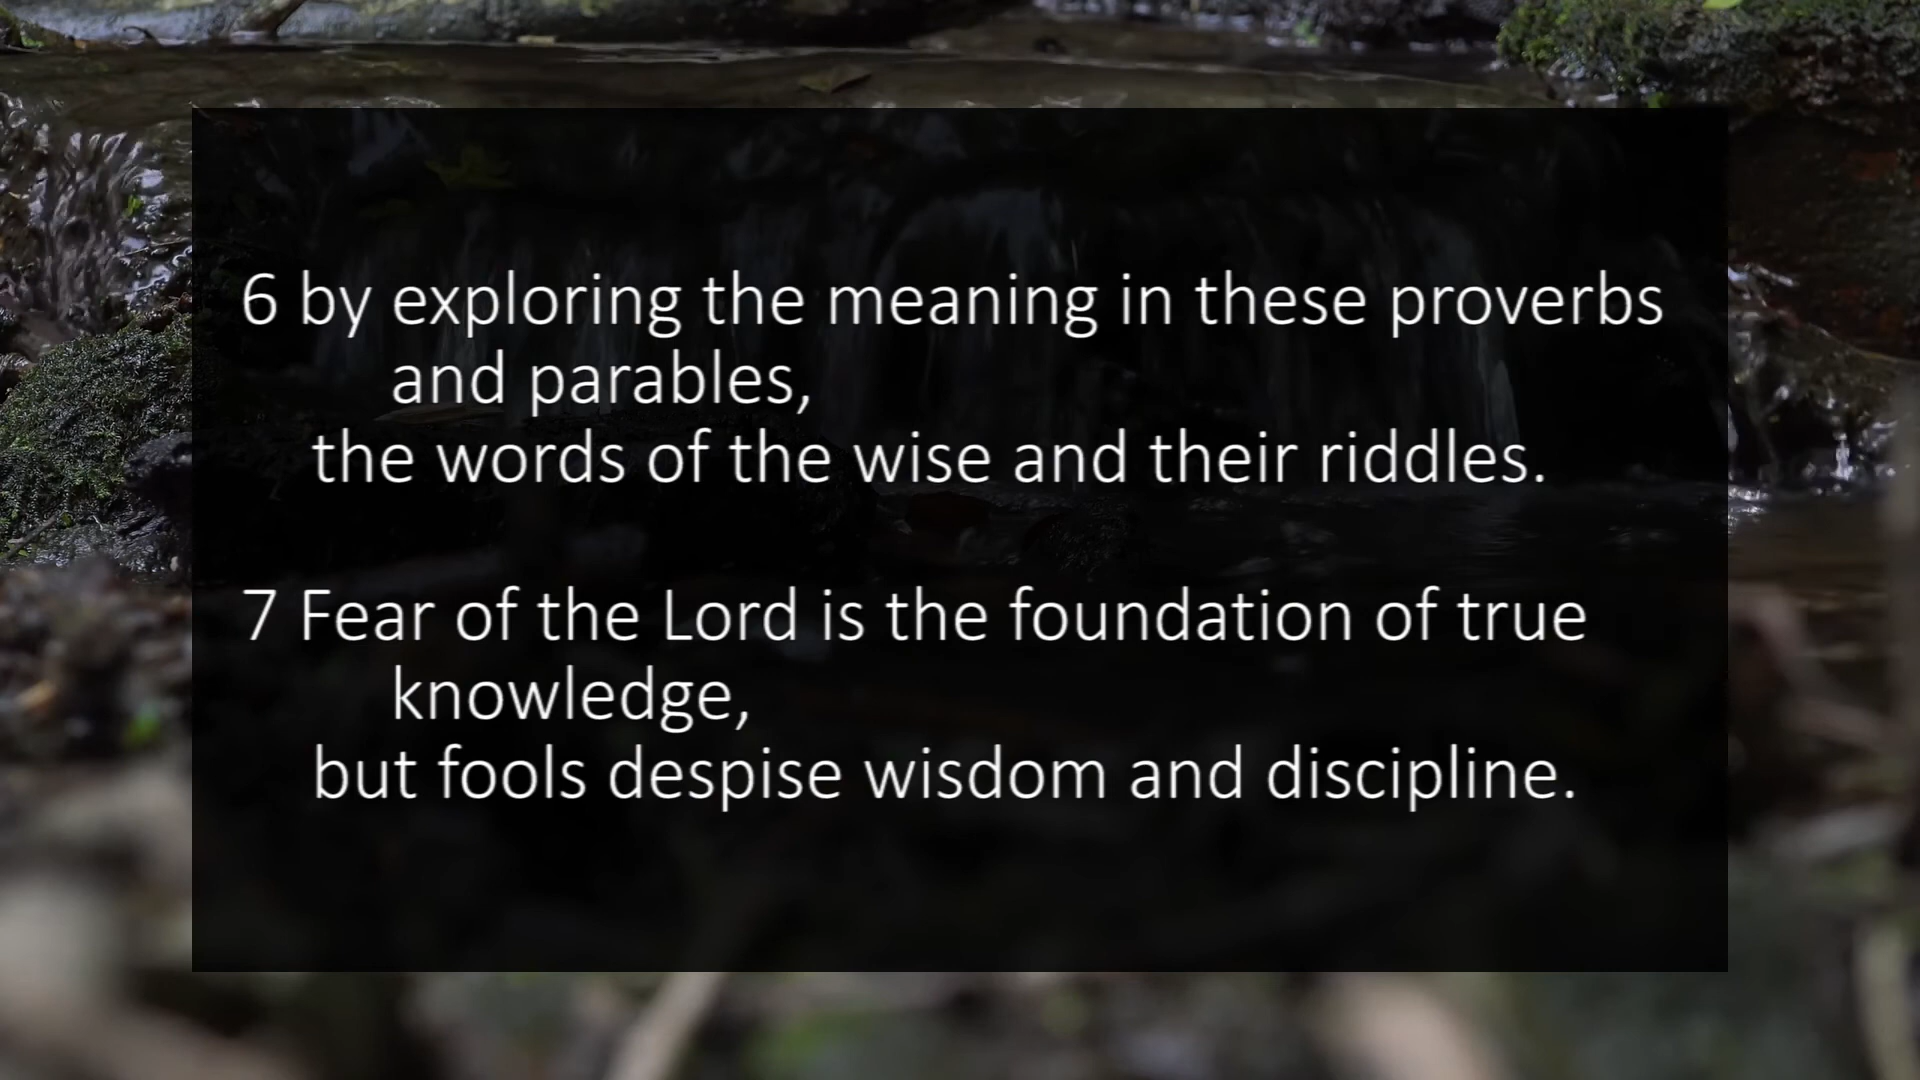 6 by exploring the meaning in these proverbs
and parables,
the words of the wise and their riddles.
7 Fear of the Lord is the foundation of true
knowledge,
but fools despise wisdom and discipline.